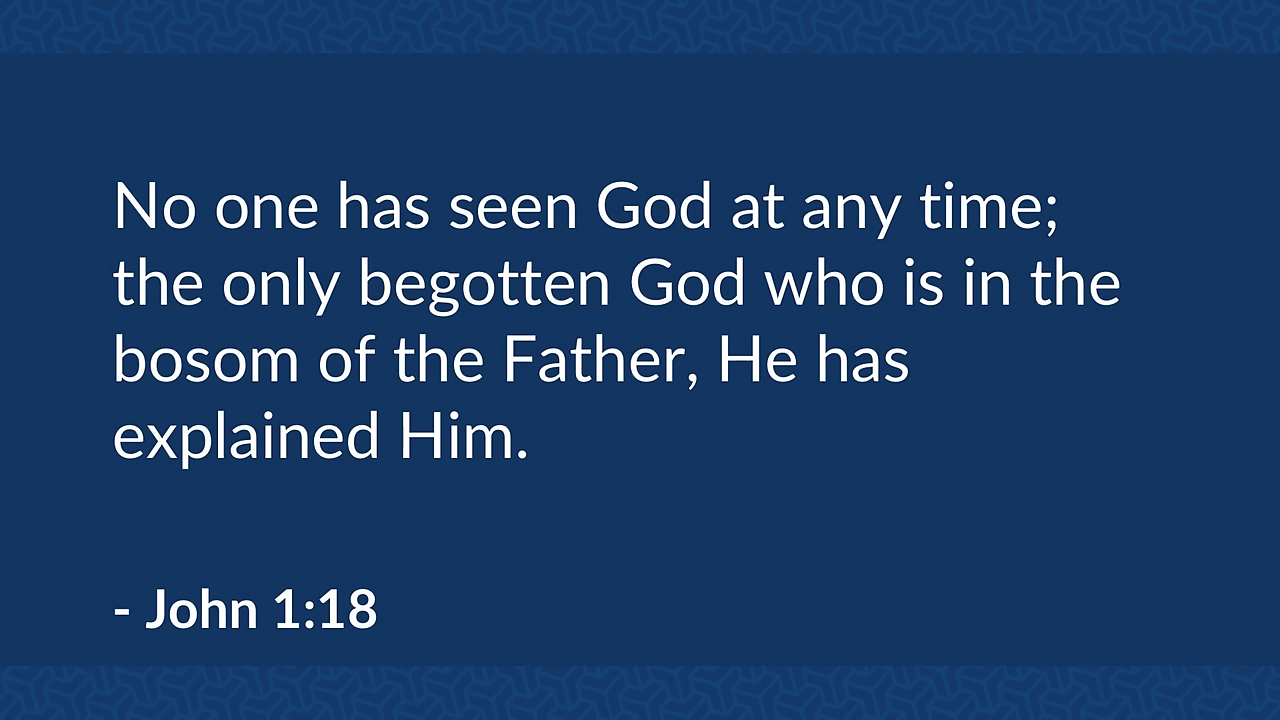 No one has seen God at any time;
the only begotten God who is in the
bosom of the Father, He has
explained Him.
- John 1:18